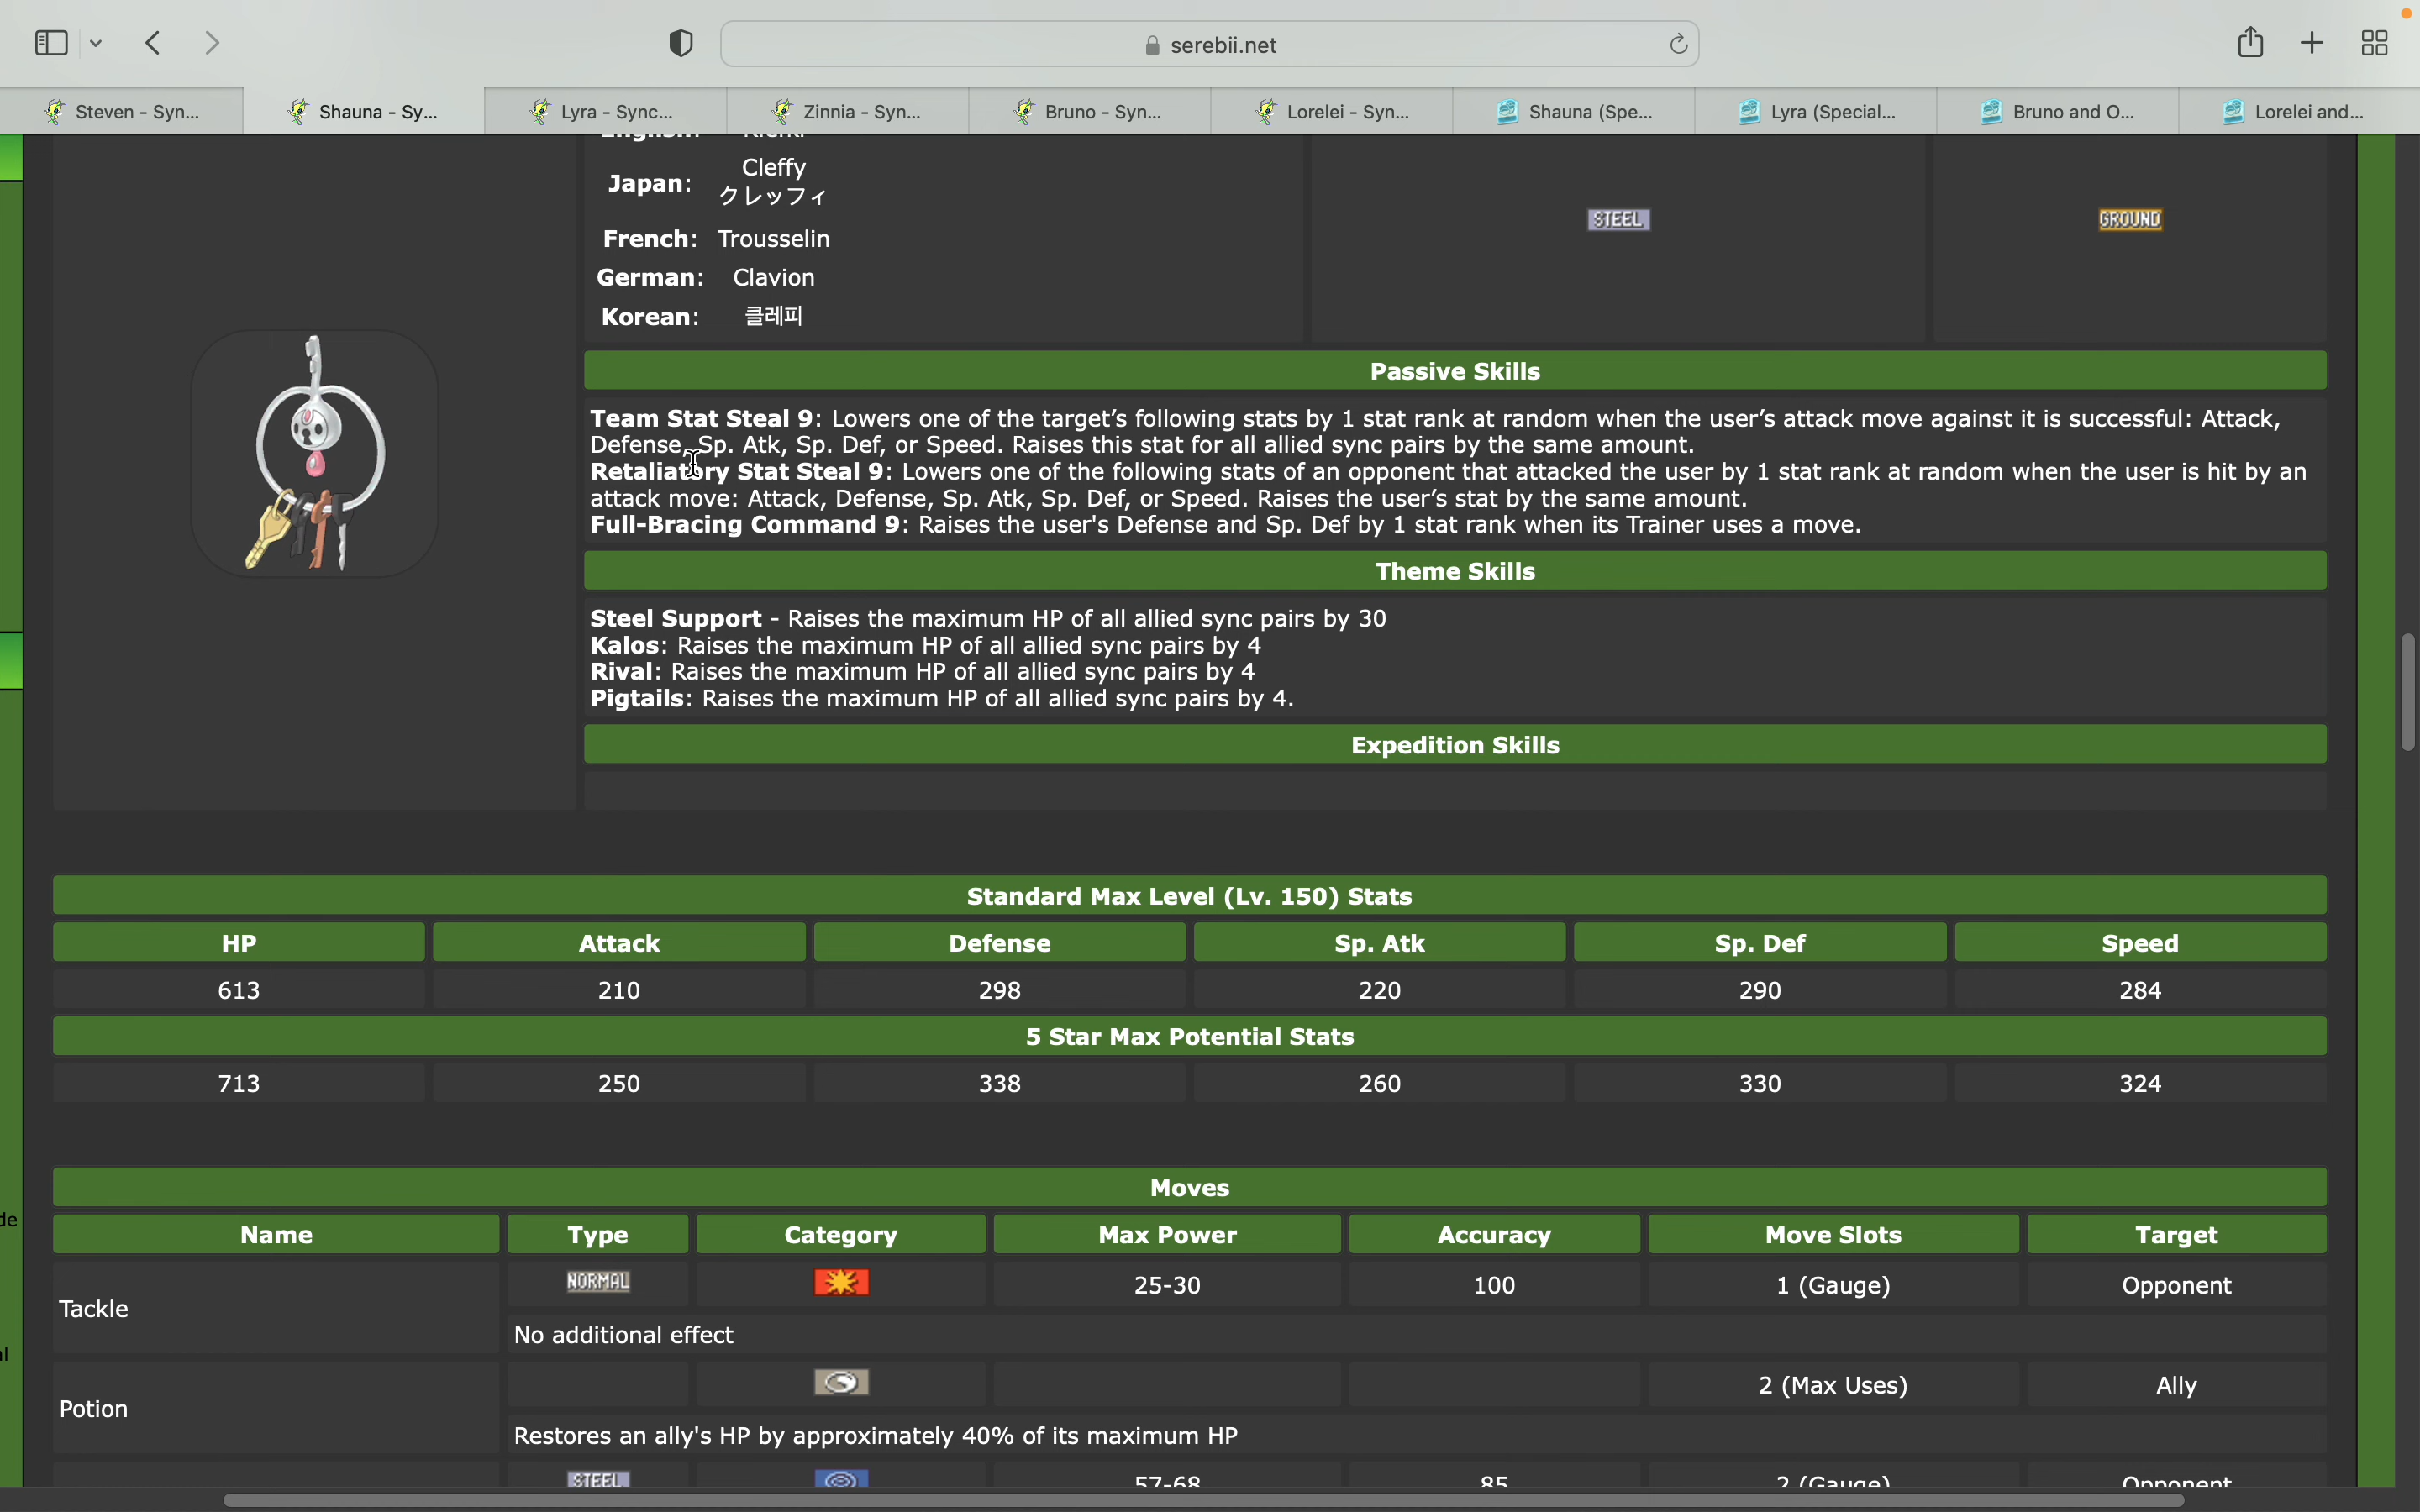 serebii.net
Steven - Syn...
Shauna - Sy...
Lyra - Sync...
Zinnia - Syn...
Bruno - Syn...
Lorelei - Syn...
Shauna (Spe...
Lyra (Special...
Bruno and O...
Lorelei and...
Japan: Cleffy
クレッフィ
French: Trousselin
German: Clavion
Korean: 클레피
STEEL
GROUND
Passive Skills
Team Stat Steal 9: Lowers one of the target's following stats by 1 stat rank at random when the user's attack move against it is successful: Attack,
Defense, Sp. Atk, Sp. Def, or Speed. Raises this stat for all allied sync pairs by the same amount.
Retaliatory Stat Steal 9: Lowers one of the following stats of an opponent that attacked the user by 1 stat rank at random when the user is hit by an
attack move: Attack, Defense, Sp. Atk, Sp. Def, or Speed. Raises the user's stat by the same amount.
Full-Bracing Command 9: Raises the user's Defense and Sp. Def by 1 stat rank when its Trainer uses a move.
Theme Skills
Steel Support - Raises the maximum HP of all allied sync pairs by 30
Kalos: Raises the maximum HP of all allied sync pairs by 4
Rival: Raises the maximum HP of all allied sync pairs by 4
Pigtails: Raises the maximum HP of all allied sync pairs by 4.
Expedition Skills
Standard Max Level (Lv. 150) Stats
HP Attack Defense Sp. Atk Sp. Def Speed
613 210 298 220 290 284
5 Star Max Potential Stats
713 250 338 260 330 324
Moves
Name Type Category Max Power Accuracy Move Slots Target
Tackle NORMAL 25-30 100 1 (Gauge) Opponent
No additional effect
Potion 2 (Max Uses) Ally
Restores an ally's HP by approximately 40% of its maximum HP
STEEL 57-68 85 2 (Gauge) Opponent